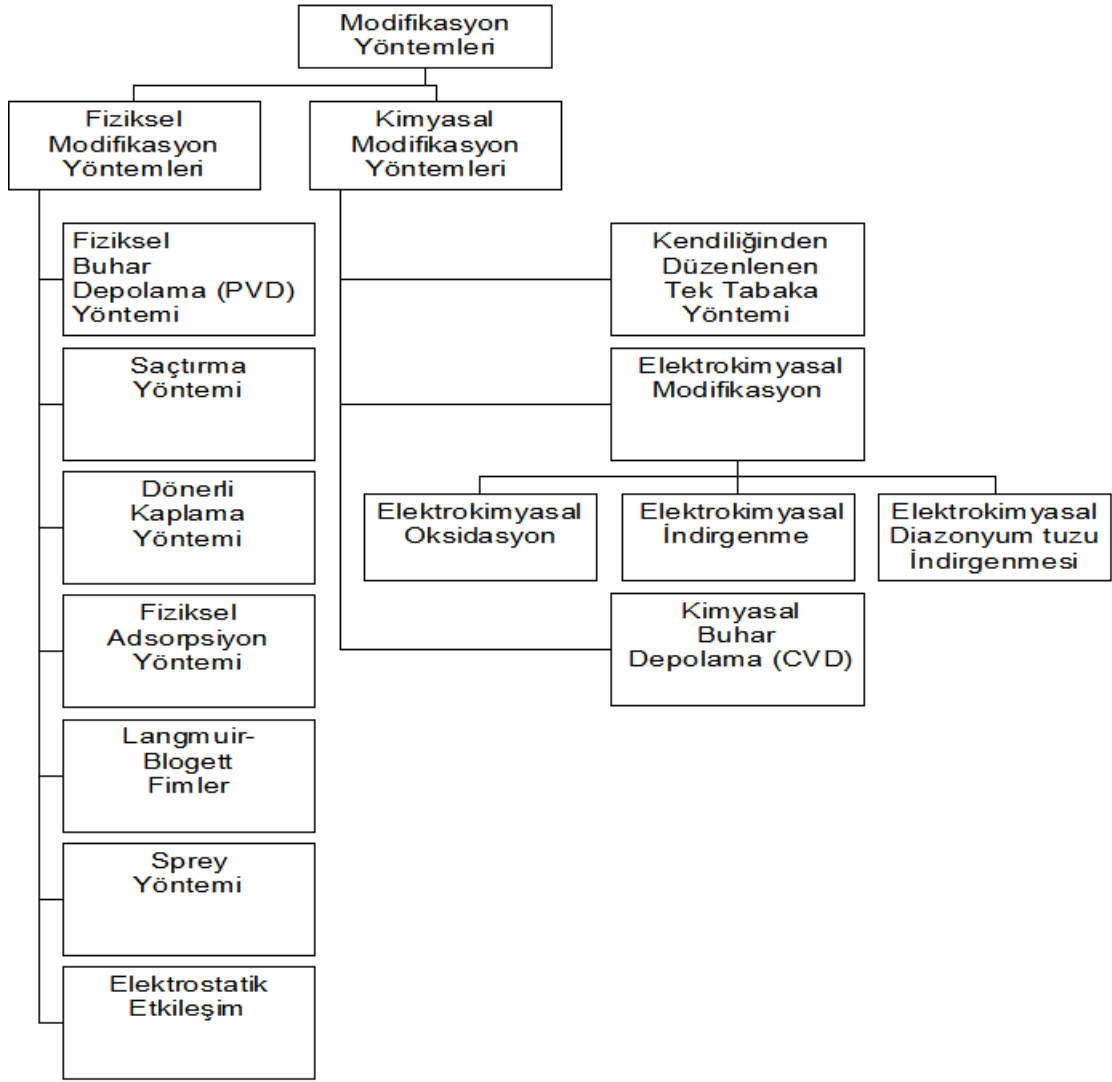 Modifikasyon
Yöntemleri
Fiziksel
Modifikasyon
Yöntemleri
Kimyasal
Modifikasyon
Yöntemleri
Fiziksel
Buhar
Depolama (PVD)
Yöntemi
Saçtırma
Yöntemi
Dönerli
Kaplama
Yöntemi
Fiziksel
Adsorpsiyon
Yöntemi
Langmuir-
Blogett
Fimler
Sprey
Yöntemi
Elektrostatik
Etkileşim
Kendiliğinden
Düzenlenen
Tek Tabaka
Yöntemi
Elektrokimyasal
Modifikasyon
Elektrokimyasal
Oksidasyon
Elektrokimyasal
İndirgenme
Elektrokimyasal
Diazonyum tuzu
İndirgenmesi
Kimyasal
Buhar
Depolama (CVD)